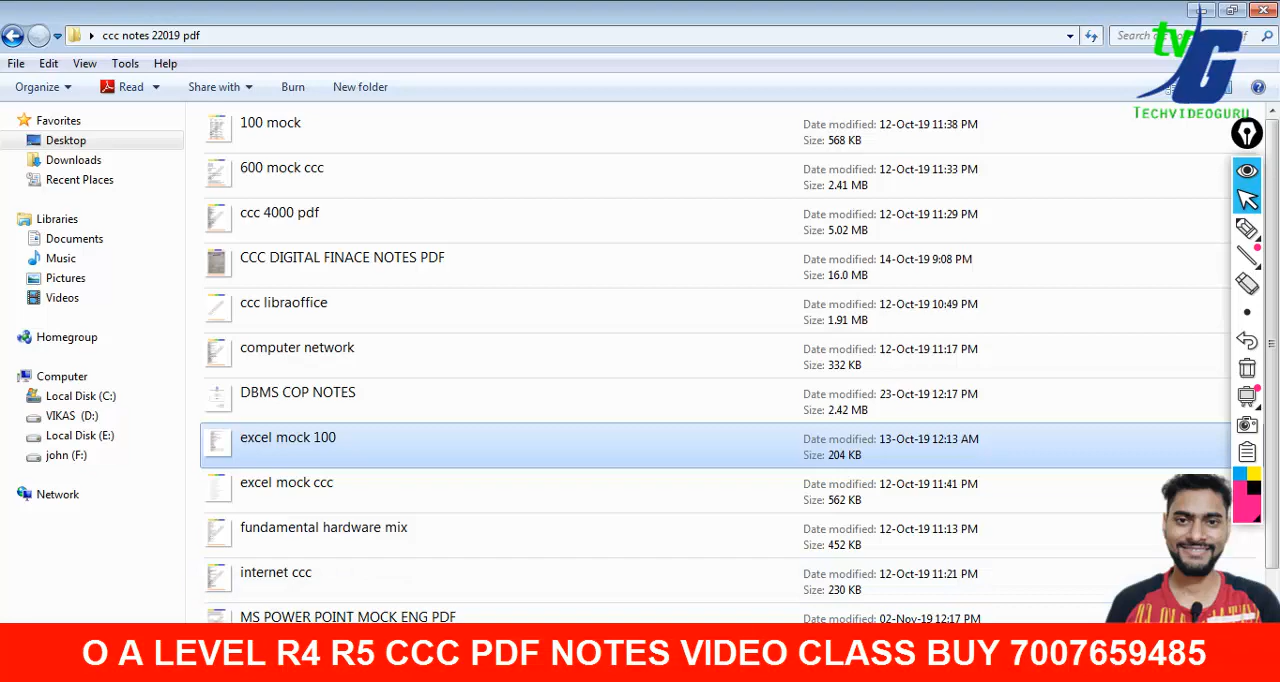 ccc notes 22019 pdf
Search
File Edit View Tools Help
Organize Read Share with Burn New folder
tv
G
TECHVIDEOGURU
Favorites
Desktop
Downloads
Recent Places
Libraries
Documents
Music
Pictures
Videos
Homegroup
Computer
Local Disk (C:)
VIKAS (D:)
Local Disk (E:)
john (F:)
Network
100 mock
Date modified: 12-Oct-19 11:38 PM
Size: 568 KB
600 mock ccc
Date modified: 12-Oct-19 11:33 PM
Size: 2.41 MB
ccc 4000 pdf
Date modified: 12-Oct-19 11:29 PM
Size: 5.02 MB
CCC DIGITAL FINACE NOTES PDF
Date modified: 14-Oct-19 9:08 PM
Size: 16.0 MB
ccc libraoffice
Date modified: 12-Oct-19 10:49 PM
Size: 1.91 MB
computer network
Date modified: 12-Oct-19 11:17 PM
Size: 332 KB
DBMS COP NOTES
Date modified: 23-Oct-19 12:17 PM
Size: 2.42 MB
excel mock 100
Date modified: 13-Oct-19 12:13 AM
Size: 204 KB
excel mock ccc
Date modified: 12-Oct-19 11:41 PM
Size: 562 KB
fundamental hardware mix
Date modified: 12-Oct-19 11:13 PM
Size: 452 KB
internet ccc
Date modified: 12-Oct-19 11:21 PM
Size: 230 KB
MS POWER POINT MOCK ENG PDF
Date modified: 02-Nov-19 12:17 PM
O A LEVEL R4 R5 CCC PDF NOTES VIDEO CLASS BUY 7007659485